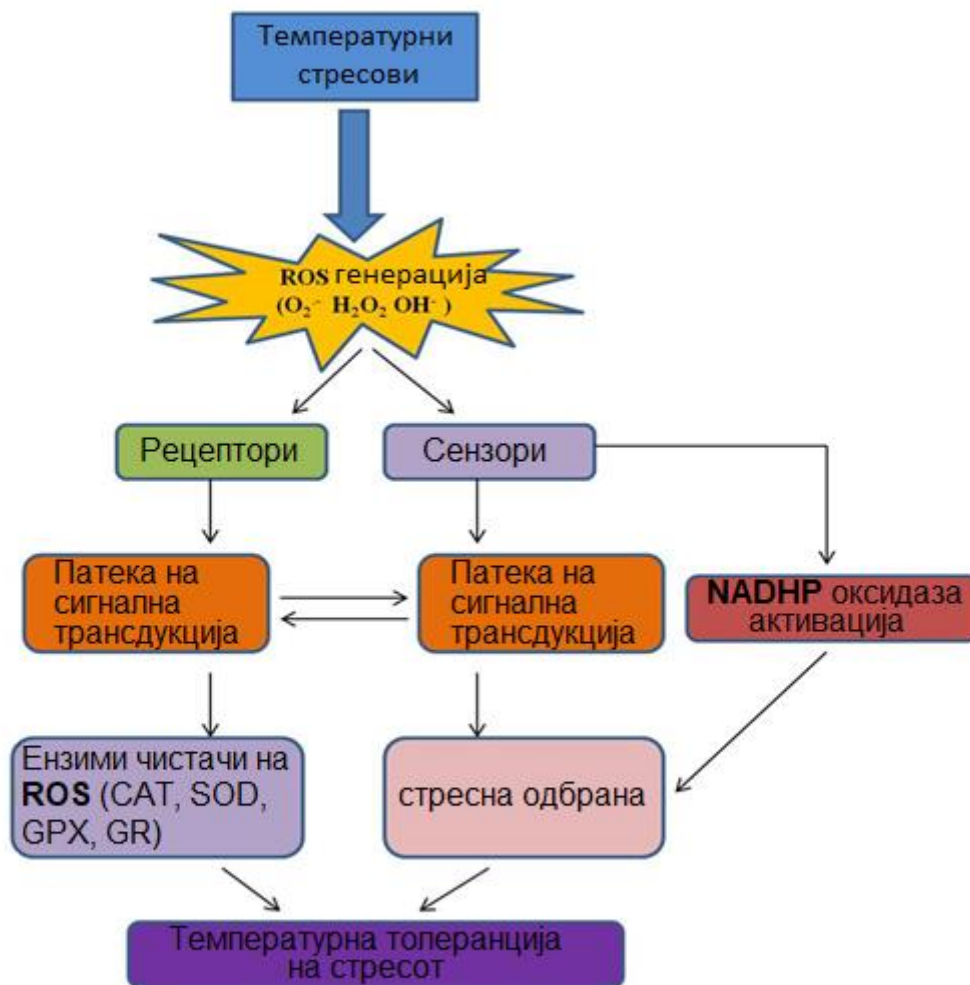 Температурни
стресови
ROS генерација
(O₂·- H₂O₂ OH· )
Рецептори
Сензори
Патека на
сигнална
трансдукција
Патека на
сигнална
трансдукција
NADHP оксидаза
активација
Ензими чистачи на
ROS (CAT, SOD,
GPX, GR)
стресна одбрана
Температурна толеранција
на стресот